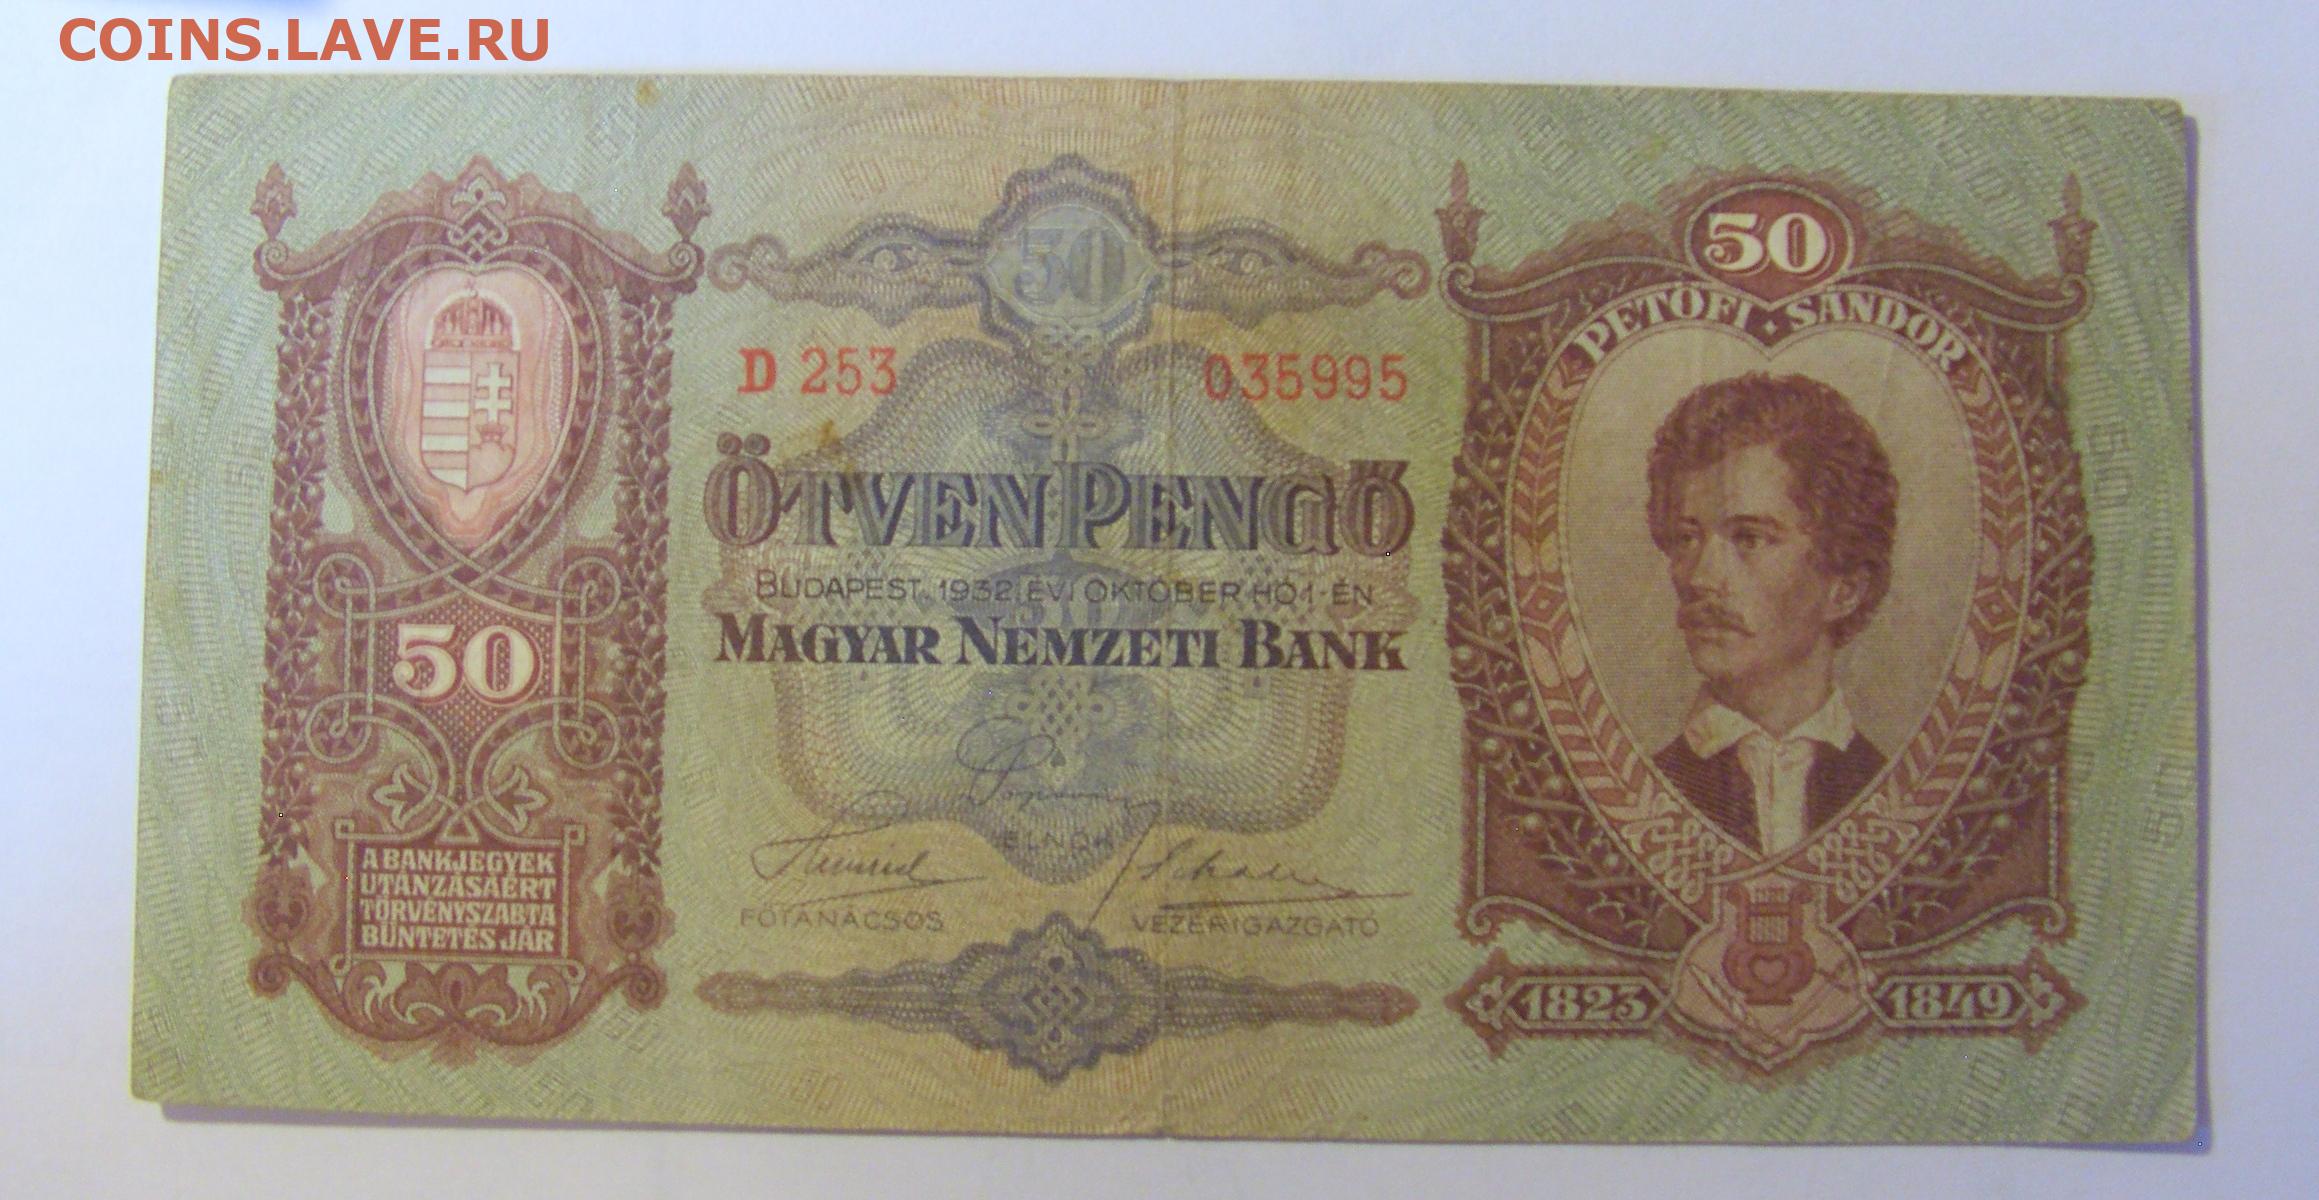 COINS.LAVE.RU
50
50
PETŐFI · SÁNDOR
D 253
035995
ÖTVEN PENGŐ
BUDAPEST, 1932. ÉVI OKTÓBER HÓ 1-ÉN
MAGYAR NEMZETI BANK
50
ELNÖK
FŐTANÁCSOS
VEZÉRIGAZGATÓ
A BANKJEGYEK
UTÁNZÁSÁÉRT
TÖRVÉNYSZABTA
BÜNTETÉS JÁR
1823
1849